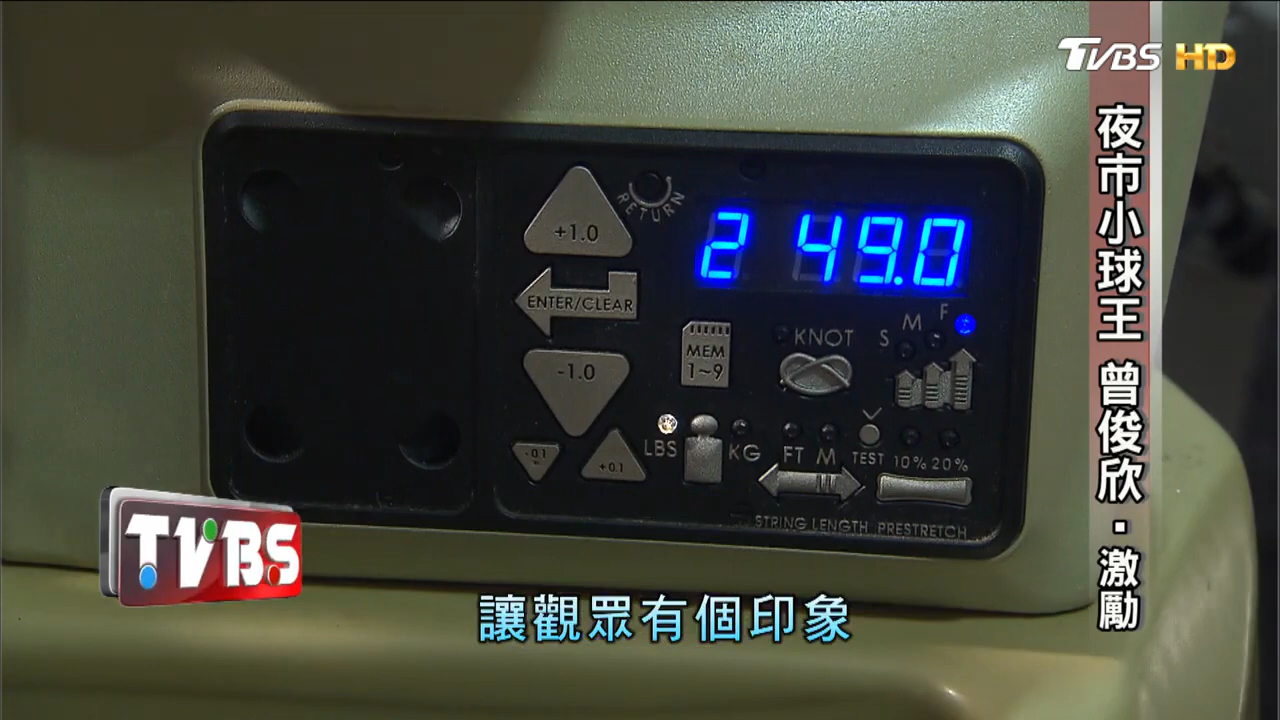 TVBS HD
夜市小球王 曾俊欣·激勵
+1.0
RETURN
2 49.0
ENTER/CLEAR
-1.0
MEM
1~9
KNOT
S M F
-0.1
+0.1
LBS KG
FT M
TEST 10% 20%
STRING LENGTH PRESTRETCH
TVBS
讓觀眾有個印象